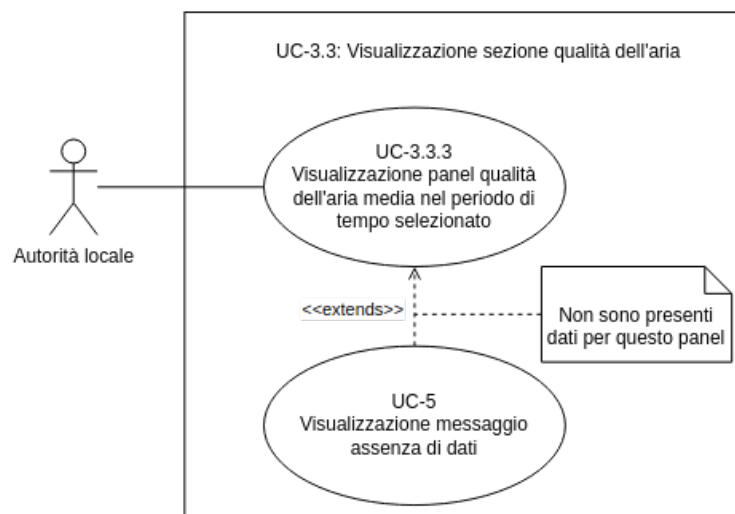 UC-3.3: Visualizzazione sezione qualità dell'aria
UC-3.3.3
Visualizzazione panel qualità
dell'aria media nel periodo di
tempo selezionato
Autorità locale
<<extends>>
Non sono presenti
dati per questo panel
UC-5
Visualizzazione messaggio
assenza di dati